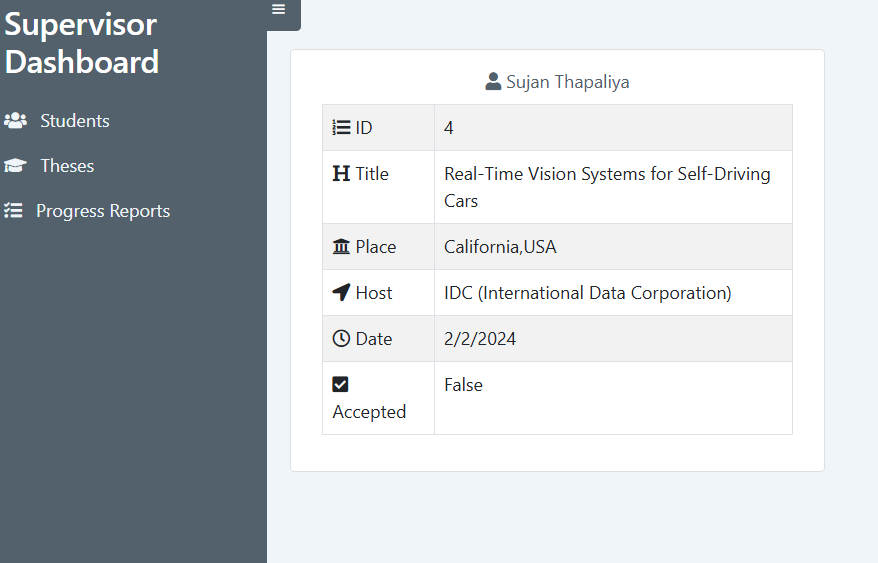 Supervisor
Dashboard
Students
Theses
Progress Reports
Sujan Thapaliya
ID 4
Title Real-Time Vision Systems for Self-Driving
Cars
Place California,USA
Host IDC (International Data Corporation)
Date 2/2/2024
Accepted False